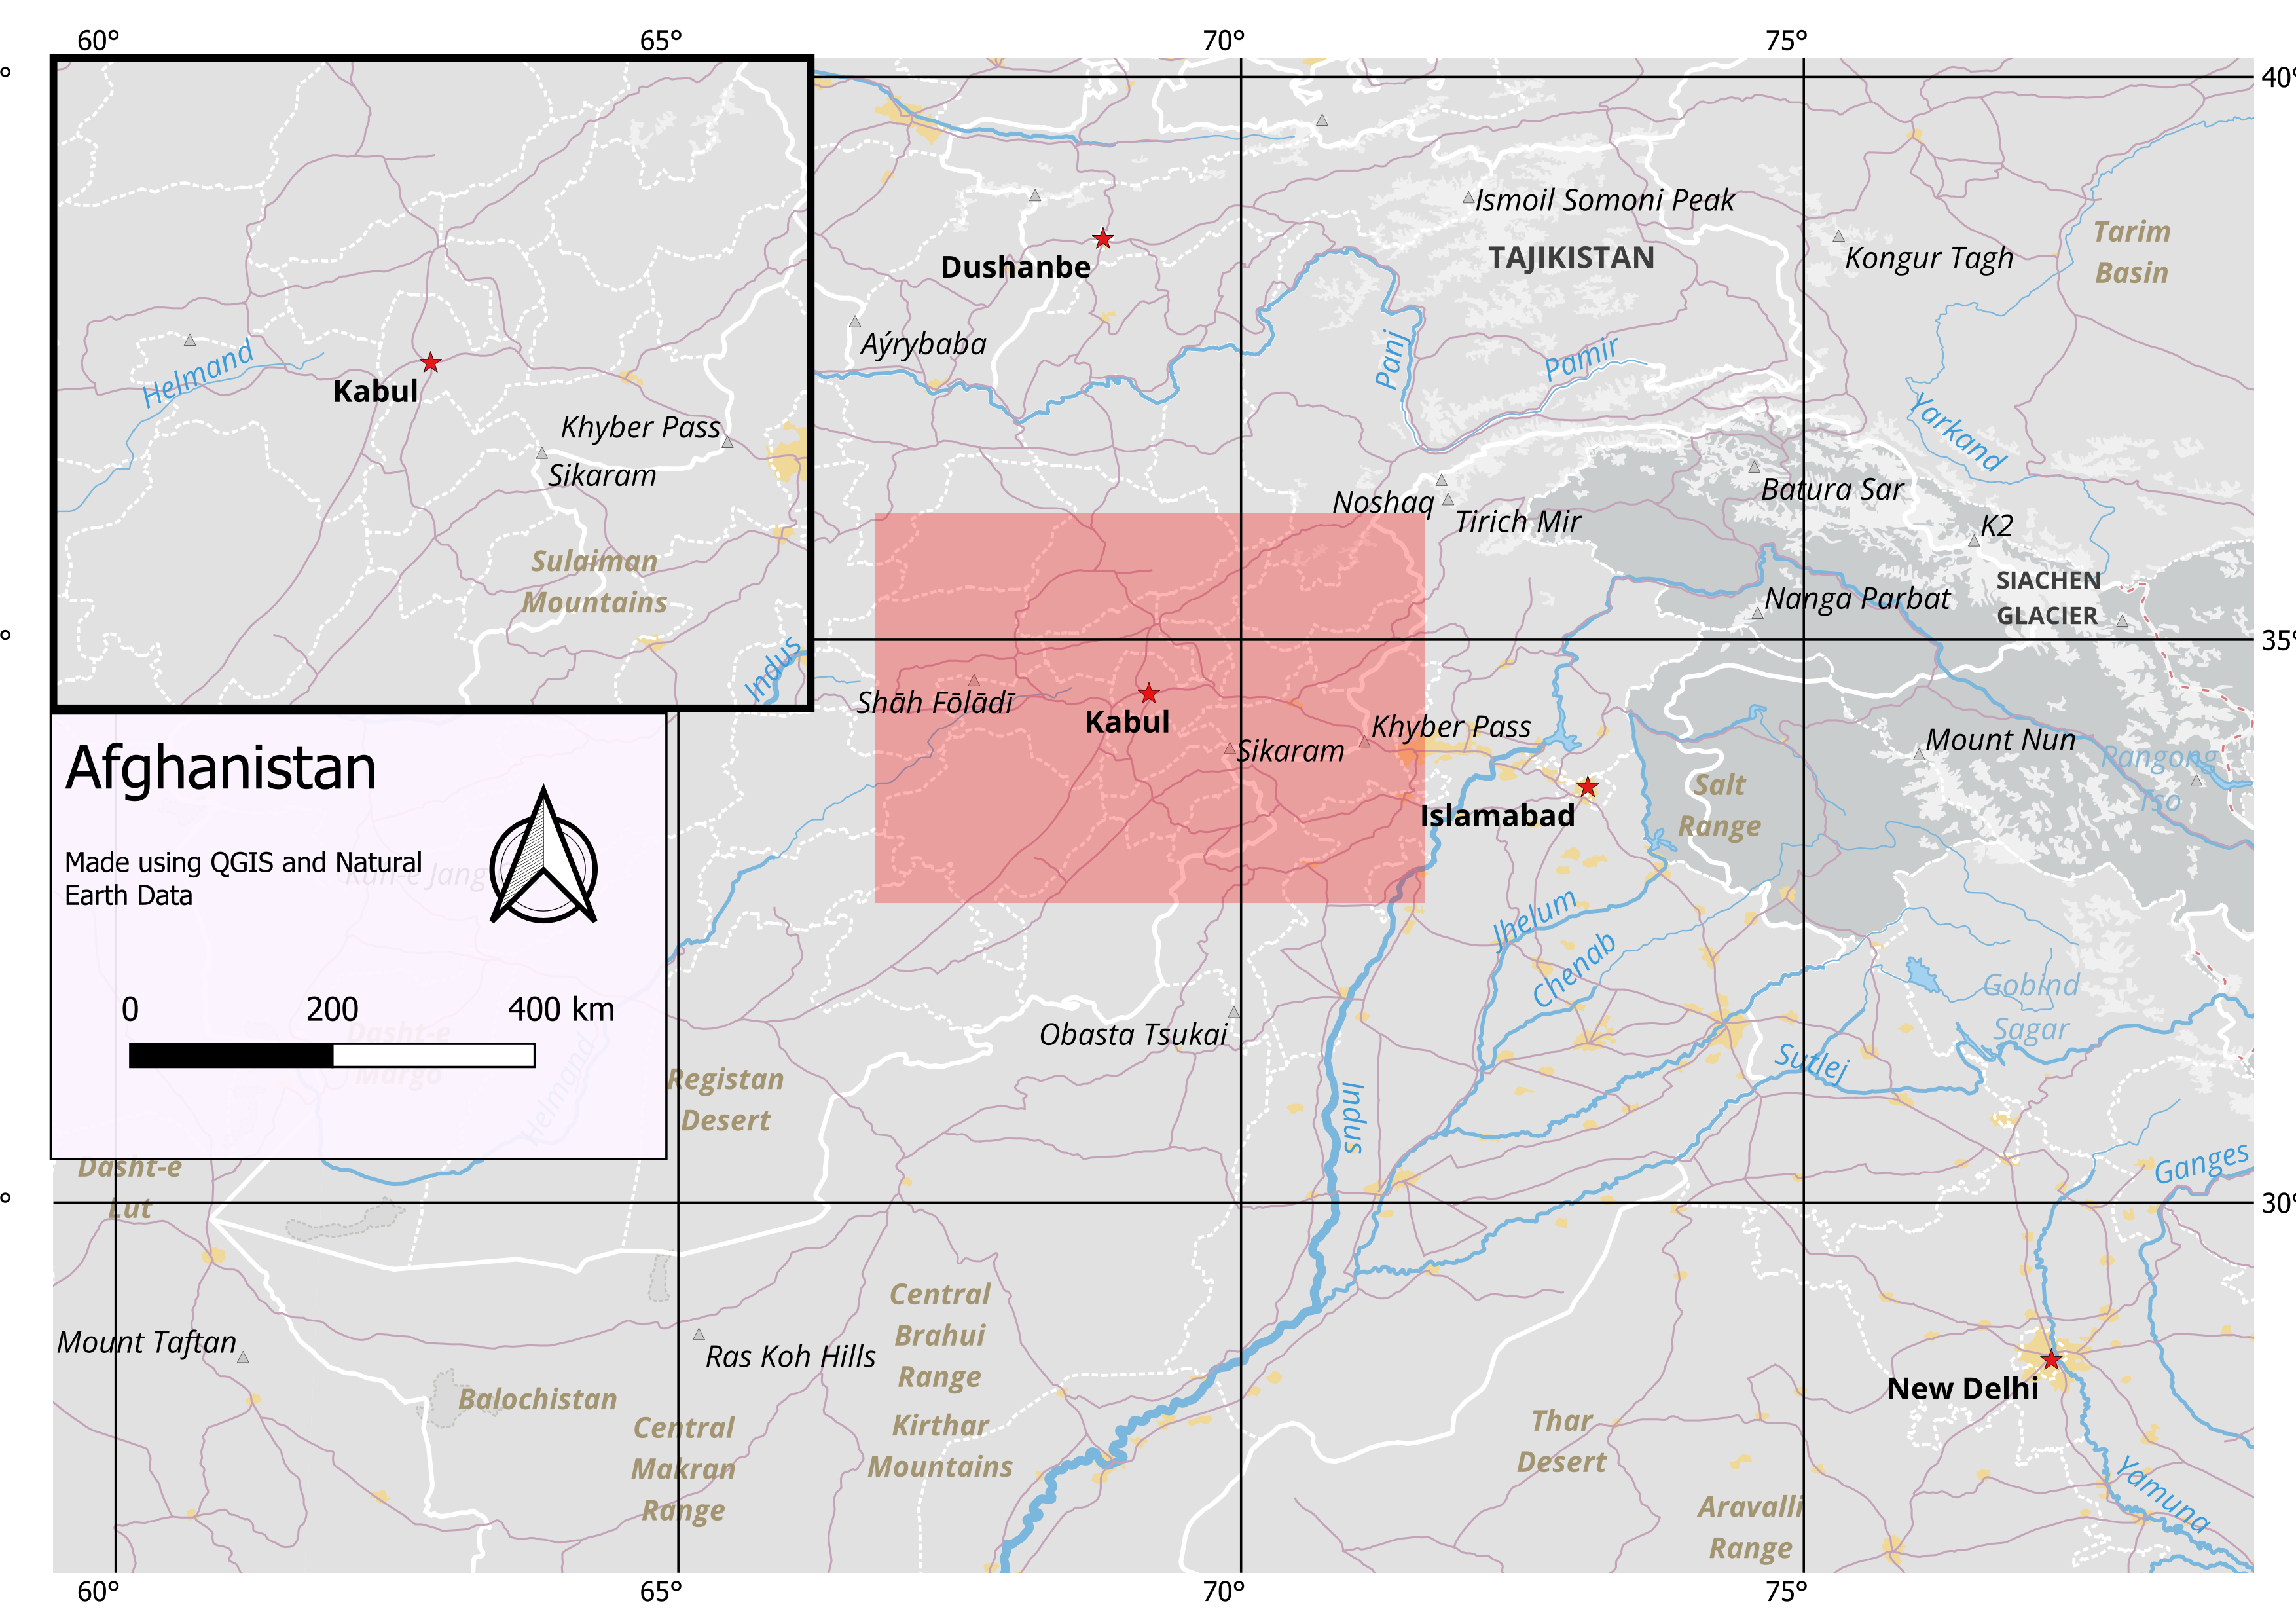 60°
65°
70°
75°
40°
Ismoil Somoni Peak
TAJIKISTAN
Kongur Tagh
Tarim
Basin
Dushanbe
Aýrybaba
Panj
Pamir
Yarkand
Helmand
Kabul
Khyber Pass
Sikaram
Sulaiman
Mountains
Indus
Noshaq
Tirich Mir
Batura Sar
K2
SIACHEN
GLACIER
Nanga Parbat
35°
Shāh Fōlādī
Kabul
Khyber Pass
Sikaram
Mount Nun
Pangong
Tso
Islamabad
Salt
Range
Afghanistan
Made using QGIS and Natural
Earth Data
0 200 400 km
Dasht-e
Margo
Helmand
Jhelum
Chenab
Gobind
Sagar
Obasta Tsukai
Sutlej
Registan
Desert
Indus
Ganges
Dasht-e
Lut
30°
Central
Brahui
Range
Mount Taftan
Ras Koh Hills
New Delhi
Balochistan
Central
Makran
Range
Kirthar
Mountains
Thar
Desert
Yamuna
Aravalli
Range
60°
65°
70°
75°